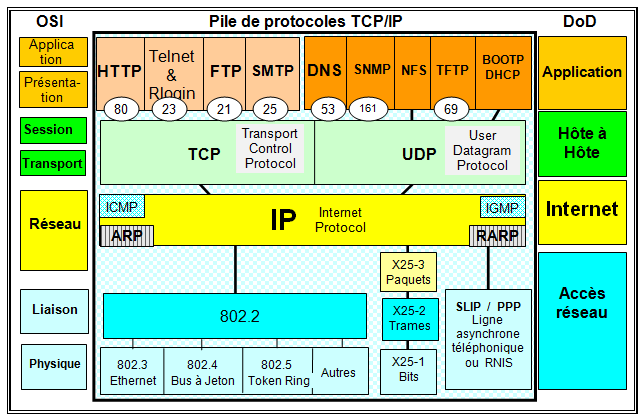 OSI
Pile de protocoles TCP/IP
DoD
Applica
tion
Présenta-
tion
Session
Transport
Réseau
Liaison
Physique
HTTP
Telnet
&
Rlogin
FTP
SMTP
DNS
SNMP
NFS
TFTP
BOOTP
DHCP
80
23
21
25
53
161
69
TCP
Transport
Control
Protocol
UDP
User
Datagram
Protocol
ICMP
IP
Internet
Protocol
IGMP
ARP
RARP
X25-3
Paquets
802.2
X25-2
Trames
SLIP / PPP
Ligne
asynchrone
téléphonique
ou RNIS
802.3
Ethernet
802.4
Bus à Jeton
802.5
Token Ring
Autres
X25-1
Bits
Application
Hôte à
Hôte
Internet
Accès
réseau